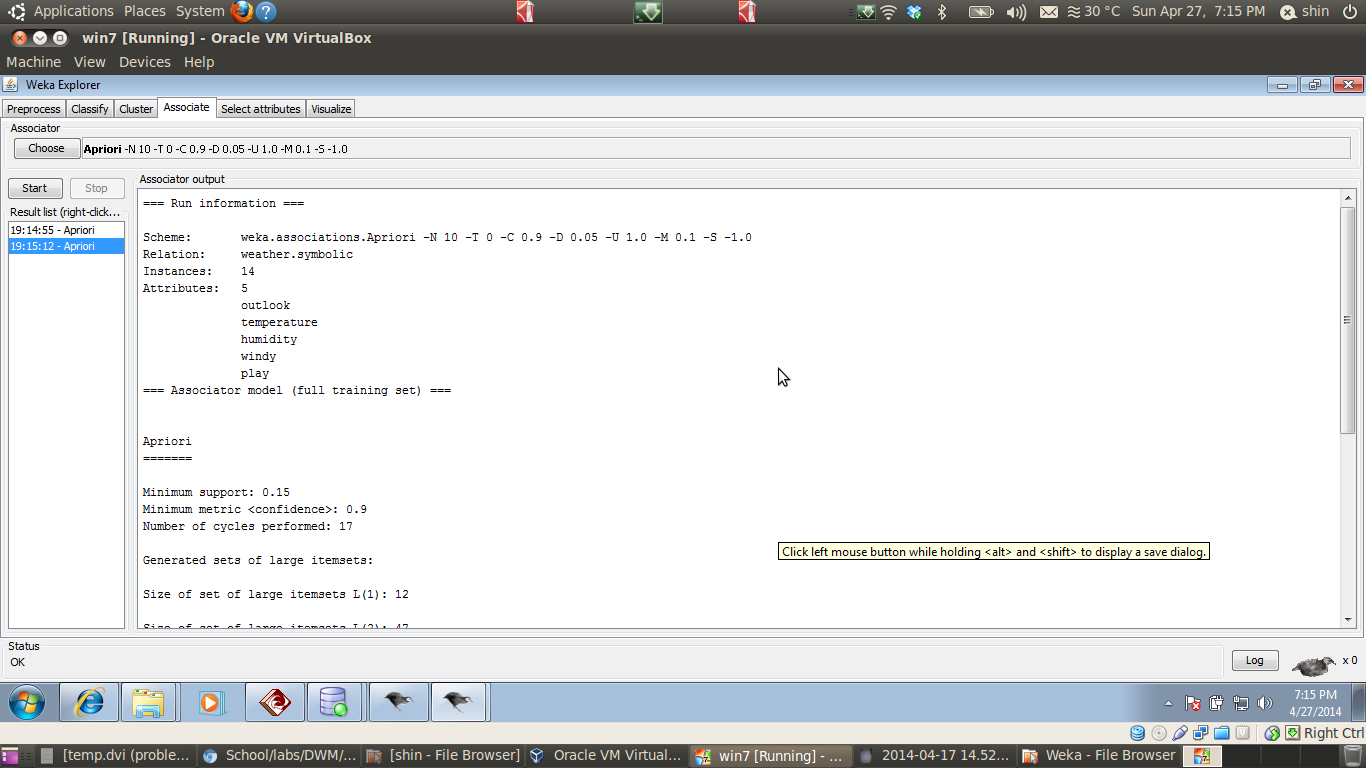 Applications Places System ? 30 °C Sun Apr 27, 7:15 PM shin
win7 [Running] - Oracle VM VirtualBox
Machine View Devices Help
Weka Explorer
Preprocess Classify Cluster Associate Select attributes Visualize
Associator
Choose Apriori -N 10 -T 0 -C 0.9 -D 0.05 -U 1.0 -M 0.1 -S -1.0
Start Stop
Associator output
Result list (right-click...
19:14:55 - Apriori
19:15:12 - Apriori
=== Run information ===
Scheme: weka.associations.Apriori -N 10 -T 0 -C 0.9 -D 0.05 -U 1.0 -M 0.1 -S -1.0
Relation: weather.symbolic
Instances: 14
Attributes: 5
outlook
temperature
humidity
windy
play
=== Associator model (full training set) ===
Apriori
=======
Minimum support: 0.15
Minimum metric <confidence>: 0.9
Number of cycles performed: 17
Generated sets of large itemsets:
Size of set of large itemsets L(1): 12
Size of set of large itemsets L(2): 47
Click left mouse button while holding <alt> and <shift> to display a save dialog.
Status
OK
Log x 0
7:15 PM
4/27/2014
Right Ctrl
[temp.dvi (proble... School/labs/DWM/... [shin - File Browser] Oracle VM Virtual... win7 [Running] - ... 2014-04-17 14.52... Weka - File Browser